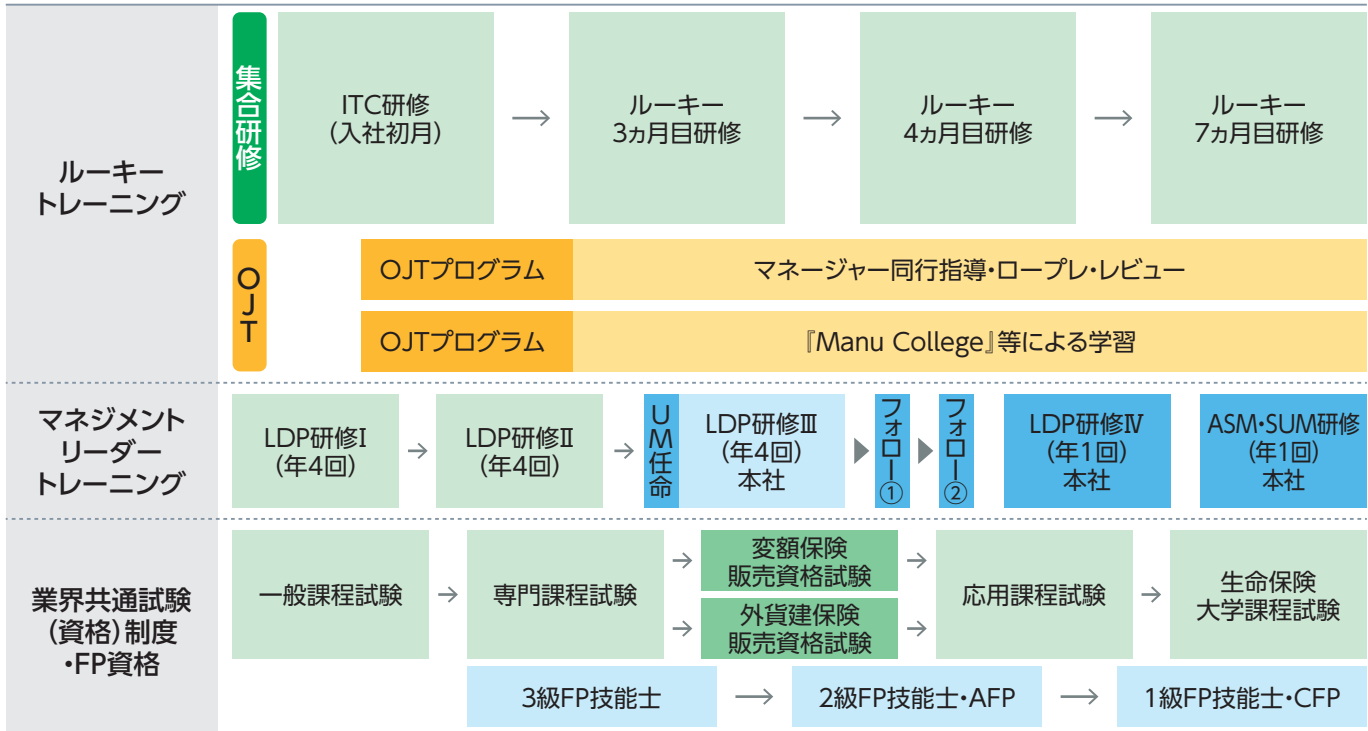 ルーキー
トレーニング
集合研修
ITC研修
(入社初月)
→
ルーキー
3ヵ月目研修
→
ルーキー
4ヵ月目研修
→
ルーキー
7ヵ月目研修
OJT
OJTプログラム
マネージャー同行指導・ロープレ・レビュー
OJTプログラム
『Manu College』等による学習
マネジメント
リーダー
トレーニング
LDP研修Ⅰ
(年4回)
→
LDP研修Ⅱ
(年4回)
→
UM任命
LDP研修Ⅲ
(年4回)
本社
▶
フォロー①
▶
フォロー②
LDP研修Ⅳ
(年1回)
本社
ASM・SUM研修
(年1回)
本社
業界共通試験
(資格)制度
・FP資格
一般課程試験
→
専門課程試験
→
変額保険
販売資格試験
→
→
外貨建保険
販売資格試験
→
応用課程試験
→
生命保険
大学課程試験
3級FP技能士
→
2級FP技能士・AFP
→
1級FP技能士・CFP